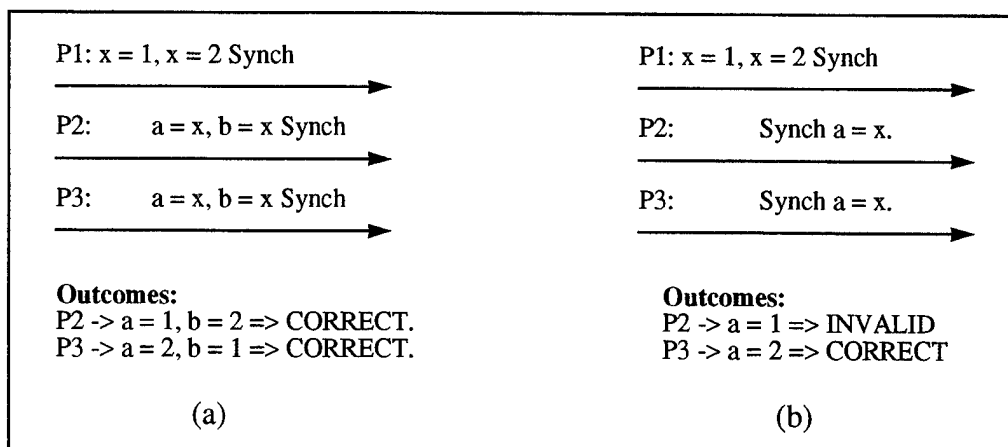 P1: x = 1, x = 2 Synch
P2: a = x, b = x Synch
P3: a = x, b = x Synch
Outcomes:
P2 -> a = 1, b = 2 => CORRECT.
P3 -> a = 2, b = 1 => CORRECT.
(a)
P1: x = 1, x = 2 Synch
P2: Synch a = x.
P3: Synch a = x.
Outcomes:
P2 -> a = 1 => INVALID
P3 -> a = 2 => CORRECT
(b)